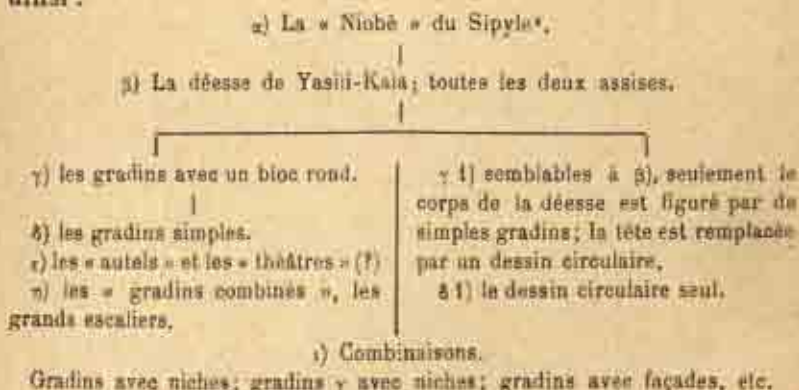 ainsi :
α) La « Niobé » du Sipyle*.
β) La déesse de Yasili-Kaia; toutes les deux assises.
γ) les gradins avec un bloc rond.
δ) les gradins simples.
ε) les « autels » et les « théâtres » (?)
η) les « gradins combinés », les
grands escaliers.
γ 1) semblables à β), seulement le
corps de la déesse est figuré par de
simples gradins; la tête est remplacée
par un dessin circulaire.
δ 1) le dessin circulaire seul.
ι) Combinaisons.
Gradins avec niches; gradins γ avec niches; gradins avec façades, etc.